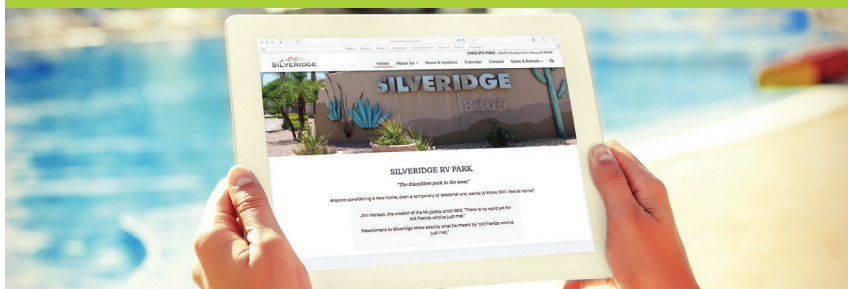 SILVERIDGE
Home About Us News & Updates Calendar Contact Sales & Rentals
SILVERIDGE
8265
SILVERIDGE RV PARK
"The friendliest park in the west."
Anyone considering a new home, even a temporary or seasonal one, wants to know, Will I feel at home?
Jim Henson, the creator of the Muppets, once said, "There is no word yet for
old friends who've just met."
Newcomers to Silveridge know exactly what he meant by "old friends who've
just met."